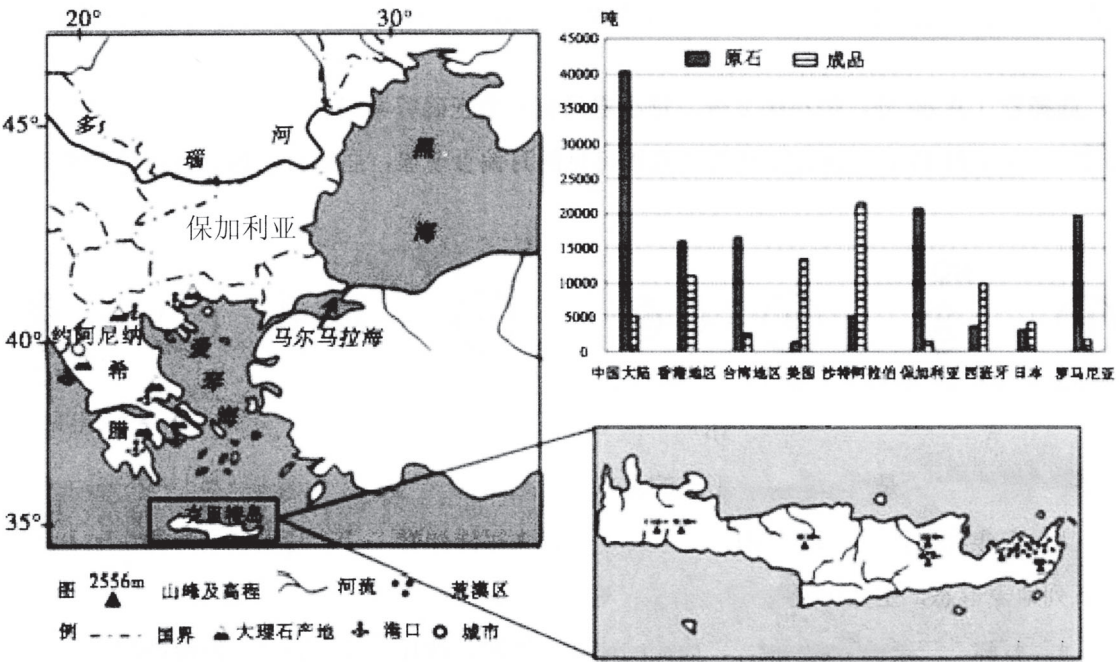 20°
30°
45°
40°
35°
多
瑙
河
黑
海
保加利亚
约阿尼纳
马尔马拉海
希
腊
爱
琴
海
克里特岛
图
例
2556m
山峰及高程
河流
荒漠区
国界
大理石产地
港口
城市
吨
原石
成品
45000
40000
35000
30000
25000
20000
15000
10000
5000
0
中国大陆 香港地区 台湾地区 美国 沙特阿拉伯 保加利亚 西班牙 日本 罗马尼亚